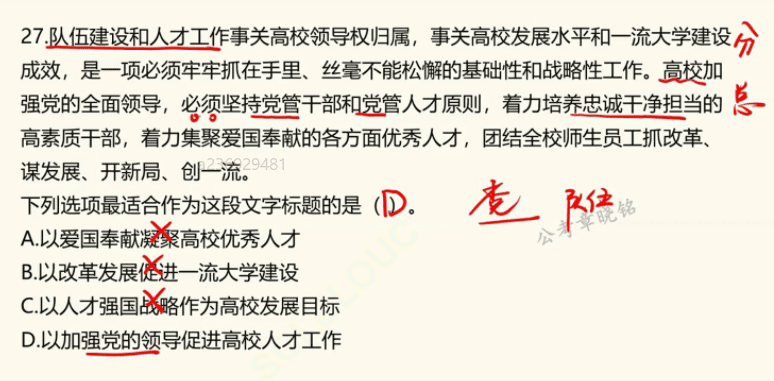 27.队伍建设和人才工作事关高校领导权归属，事关高校发展水平和一流大学建设
分
成效，是一项必须牢牢抓在手里、丝毫不能松懈的基础性和战略性工作。高校加
强党的全面领导，必须坚持党管干部和党管人才原则，着力培养忠诚干净担当的
总
高素质干部，着力集聚爱国奉献的各方面优秀人才，团结全校师生员工抓改革、
谋发展、开新局、创一流。
a236929481
下列选项最适合作为这段文字标题的是（D）。
党 队伍
公考章晓铭
A.以爱国奉献凝聚高校优秀人才
B.以改革发展促进一流大学建设
C.以人才强国战略作为高校发展目标
D.以加强党的领导促进高校人才工作